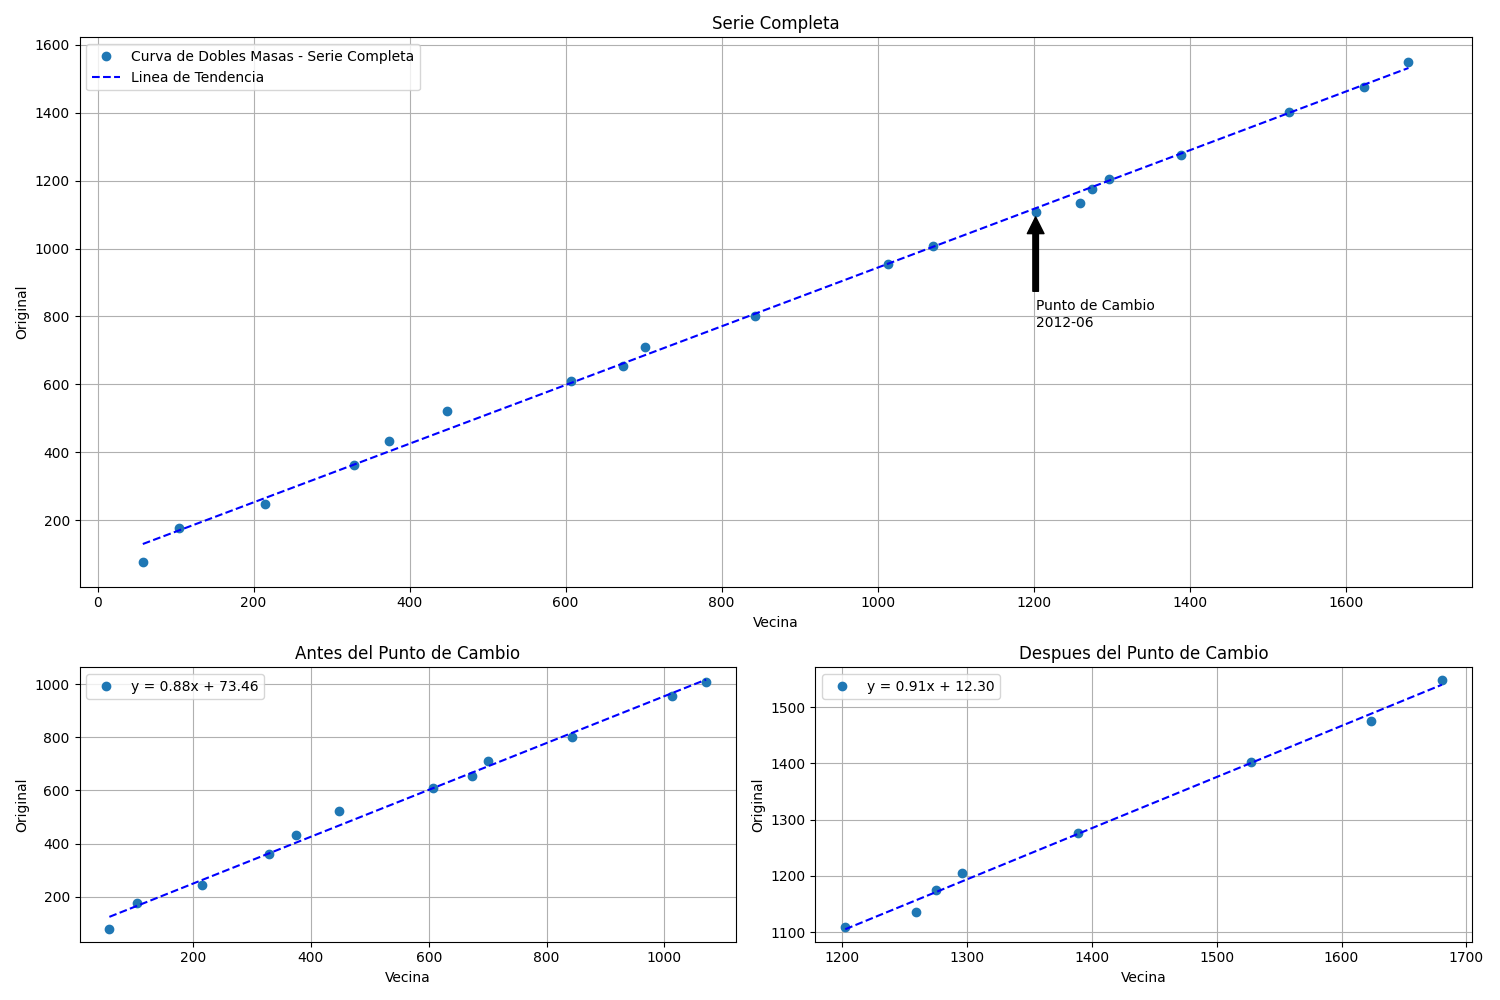 Serie Completa
Curva de Dobles Masas - Serie Completa
Linea de Tendencia
1600
1400
1200
1000
800
600
400
200
Original
Punto de Cambio
2012-06
0
200
400
600
800
1000
1200
1400
1600
Vecina
Antes del Punto de Cambio
y = 0.88x + 73.46
1000
800
600
400
200
Original
200
400
600
800
1000
Vecina
Despues del Punto de Cambio
y = 0.91x + 12.30
1500
1400
1300
1200
1100
Original
1200
1300
1400
1500
1600
1700
Vecina